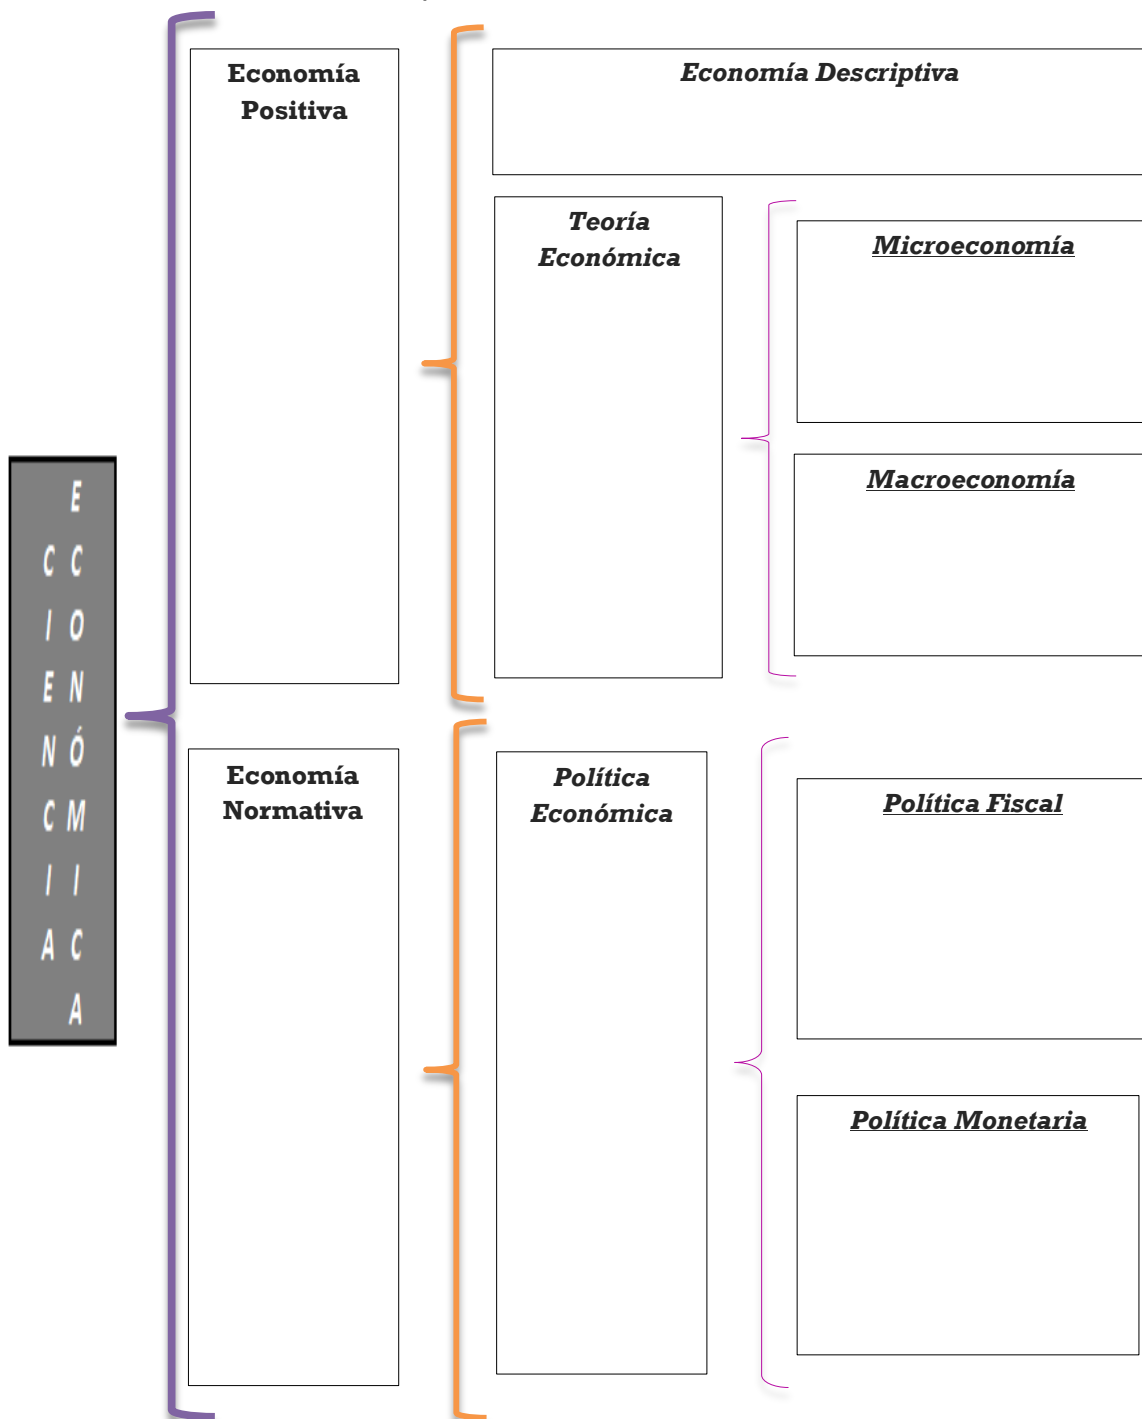 CIENCIA
ECONÓMICA
Economía
Positiva
Economía Descriptiva
Teoría
Económica
Microeconomía
Macroeconomía
Economía
Normativa
Política
Económica
Política Fiscal
Política Monetaria